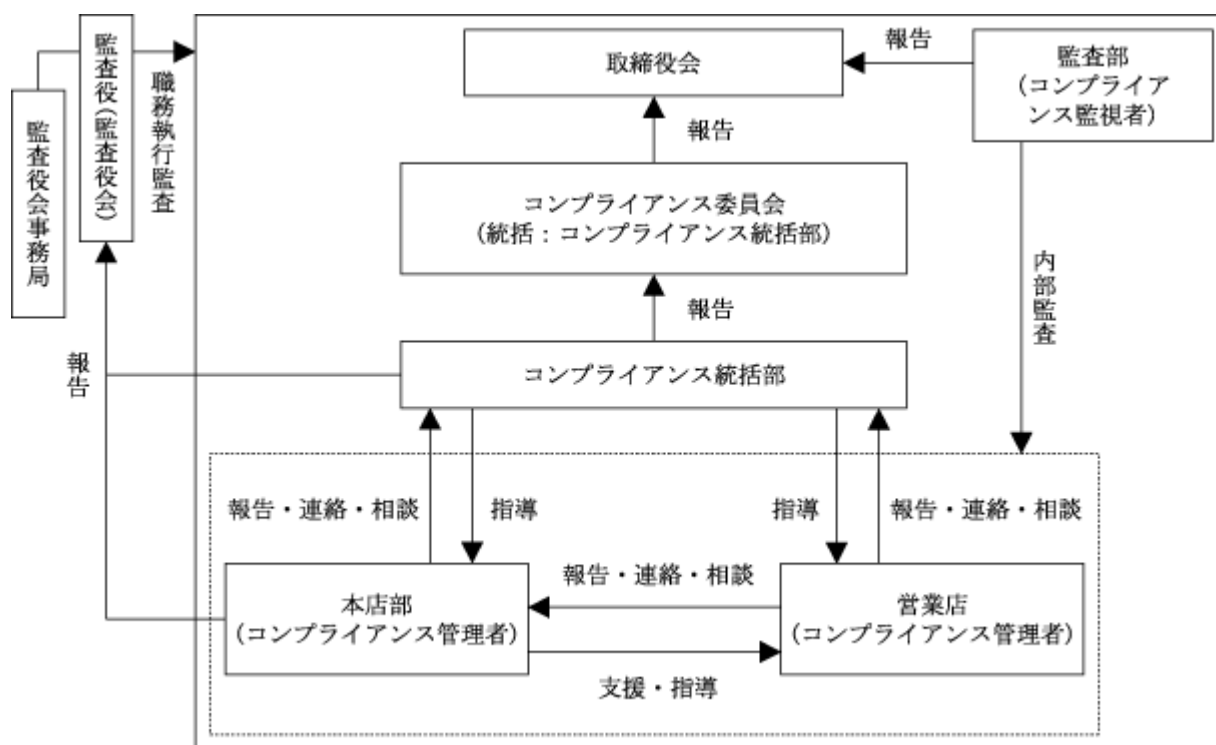 監査役会事務局
監査役(監査役会)
職務執行監査
取締役会
報告
監査部
(コンプライア
ンス監視者)
報告
コンプライアンス委員会
(統括：コンプライアンス統括部)
内部監査
報告
報告
コンプライアンス統括部
報告・連絡・相談
指導
指導
報告・連絡・相談
本店部
(コンプライアンス管理者)
報告・連絡・相談
営業店
(コンプライアンス管理者)
支援・指導